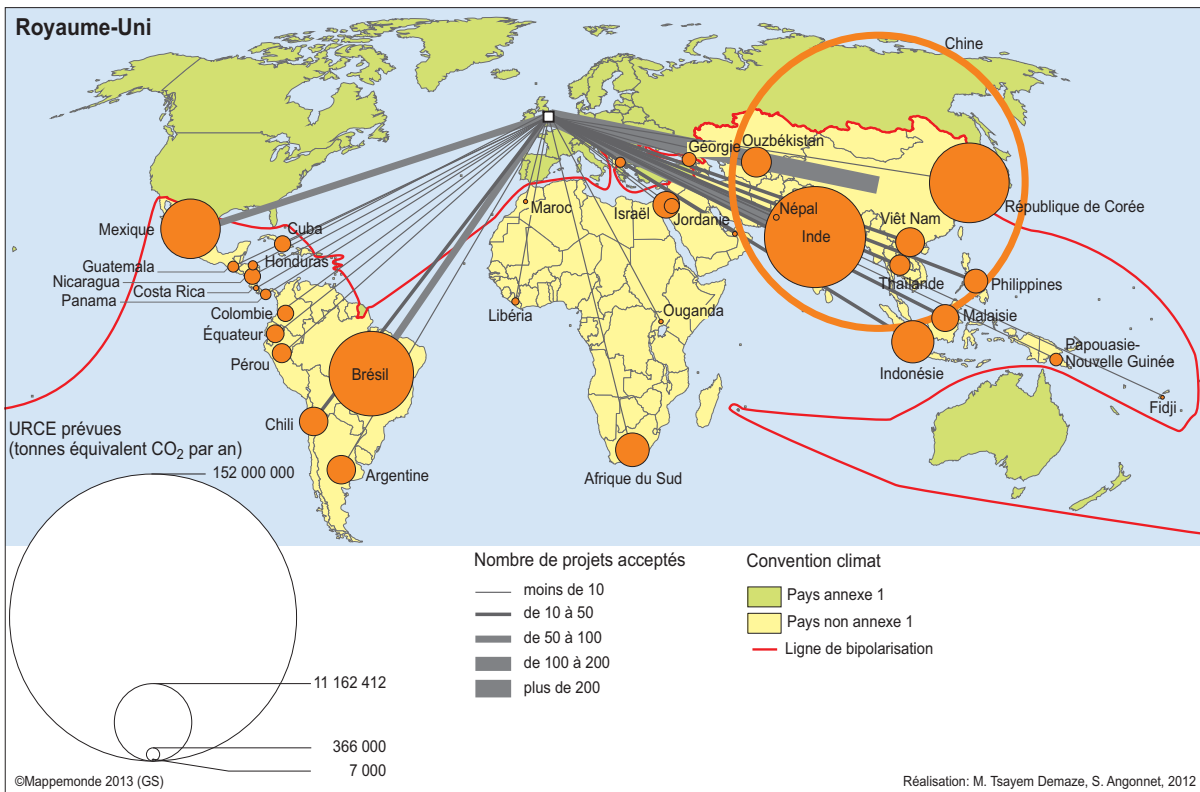 Royaume-Uni
Chine
Géorgie
Ouzbékistan
Mexique
Cuba
Maroc
Israël
Jordanie
Népal
Inde
Viêt Nam
République de Corée
Guatemala
Honduras
Nicaragua
Costa Rica
Panama
Colombie
Équateur
Pérou
Brésil
Libéria
Ouganda
Thaïlande
Philippines
Malaisie
Indonésie
Papouasie-
Nouvelle Guinée
Fidji
Chili
Argentine
Afrique du Sud
URCE prévues
(tonnes équivalent CO₂ par an)
152 000 000
11 162 412
366 000
7 000
Nombre de projets acceptés
moins de 10
de 10 à 50
de 50 à 100
de 100 à 200
plus de 200
Convention climat
Pays annexe 1
Pays non annexe 1
Ligne de bipolarisation
©Mappemonde 2013 (GS)
Réalisation: M. Tsayem Demaze, S. Angonnet, 2012